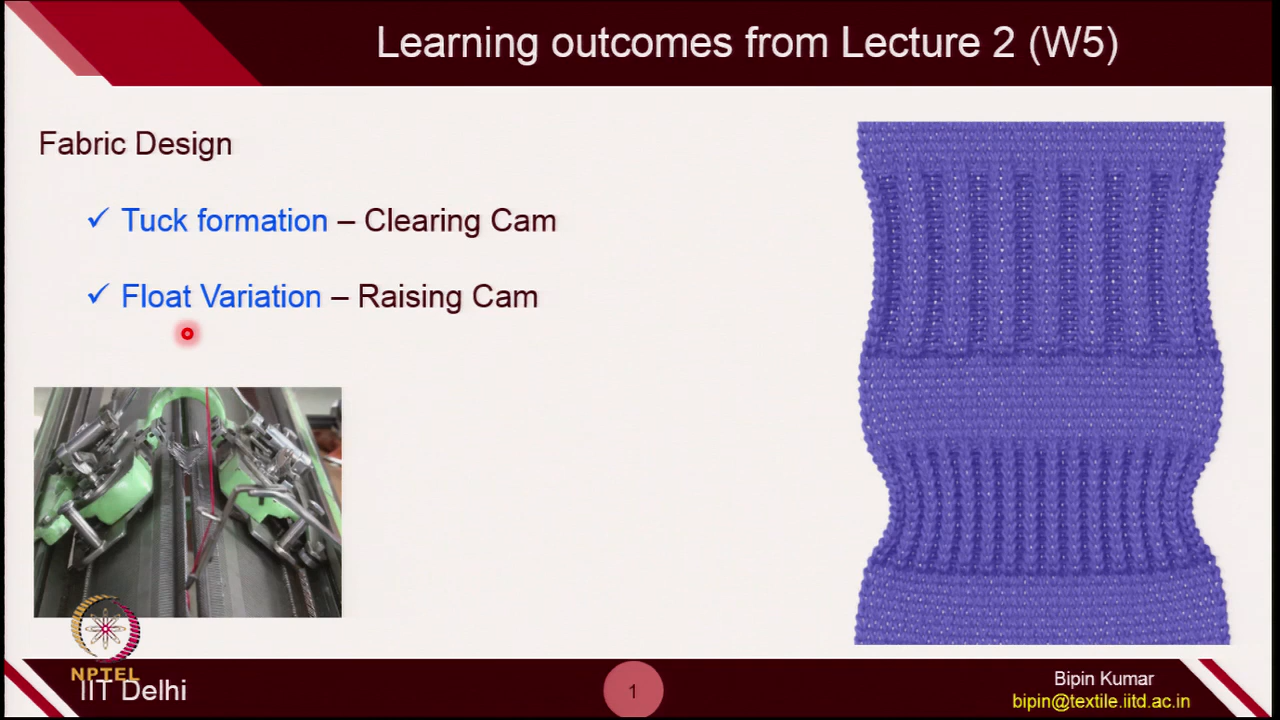 Learning outcomes from Lecture 2 (W5)
Fabric Design
✓ Tuck formation – Clearing Cam
✓ Float Variation – Raising Cam
NPTEL
IIT Delhi
1
Bipin Kumar
bipin@textile.iitd.ac.in